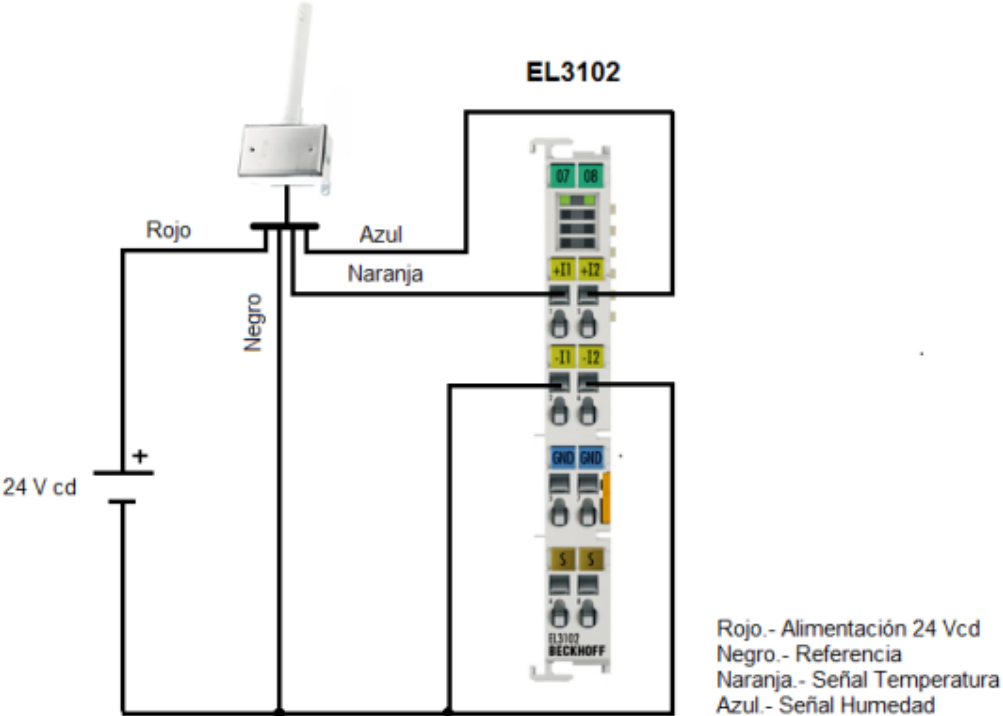 EL3102
07 08
Rojo
Azul
Naranja
Negro
+I1 +I2
-I1 -I2
+
24 V cd
GND GND
S S
EL3102
BECKHOFF
Rojo.- Alimentación 24 Vcd
Negro.- Referencia
Naranja.- Señal Temperatura
Azul.- Señal Humedad